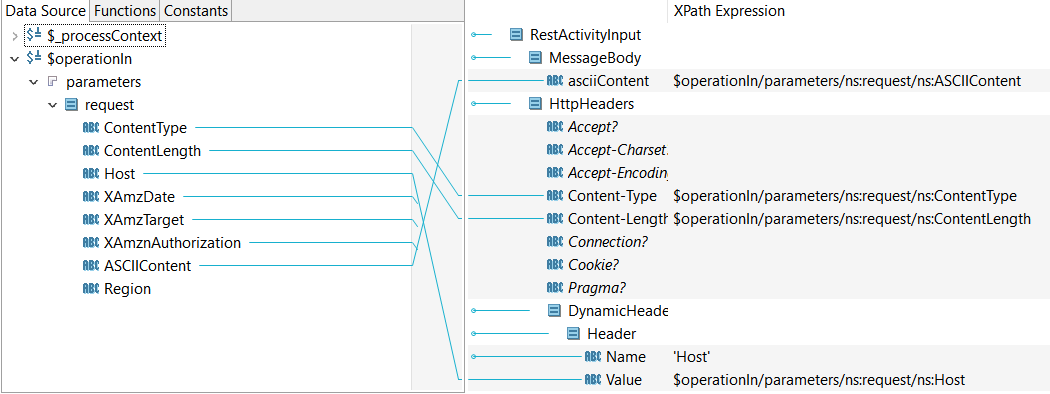 Data Source Functions Constants
$_processContext
$operationIn
parameters
request
ABC ContentType
ABC ContentLength
ABC Host
ABC XAmzDate
ABC XAmzTarget
ABC XAmznAuthorization
ABC ASCIIContent
ABC Region
XPath Expression
RestActivityInput
MessageBody
ABC asciiContent $operationIn/parameters/ns:request/ns:ASCIIContent
HttpHeaders
ABC Accept?
ABC Accept-Charset
ABC Accept-Encodin
ABC Content-Type $operationIn/parameters/ns:request/ns:ContentType
ABC Content-Length $operationIn/parameters/ns:request/ns:ContentLength
ABC Connection?
ABC Cookie?
ABC Pragma?
DynamicHeade
Header
ABC Name 'Host'
ABC Value $operationIn/parameters/ns:request/ns:Host